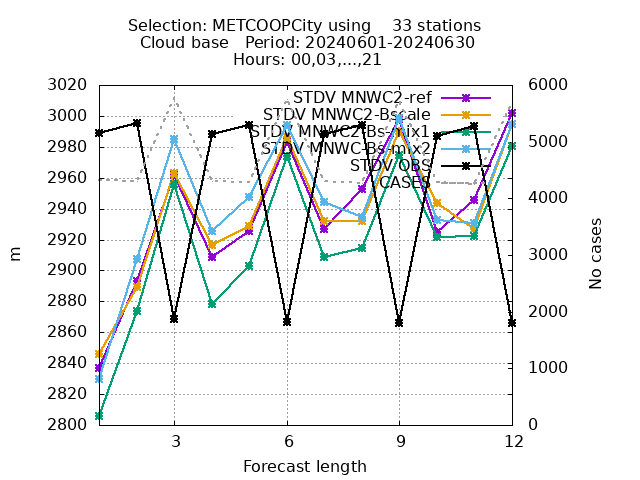 Selection: METCOOPCity using    33 stations
Cloud base   Period: 20240601-20240630
Hours: 00,03,...,21
3020
3000
2980
2960
2940
2920
2900
2880
2860
2840
2820
2800
m
STDV MNWC2-ref
STDV MNWC2-Bscale
STDV MNWC2-Bs-mix1
STDV MNWC-Bs-mix2
STDV OBS
CASES
6000
5000
4000
3000
2000
1000
0
No cases
3
6
9
12
Forecast length